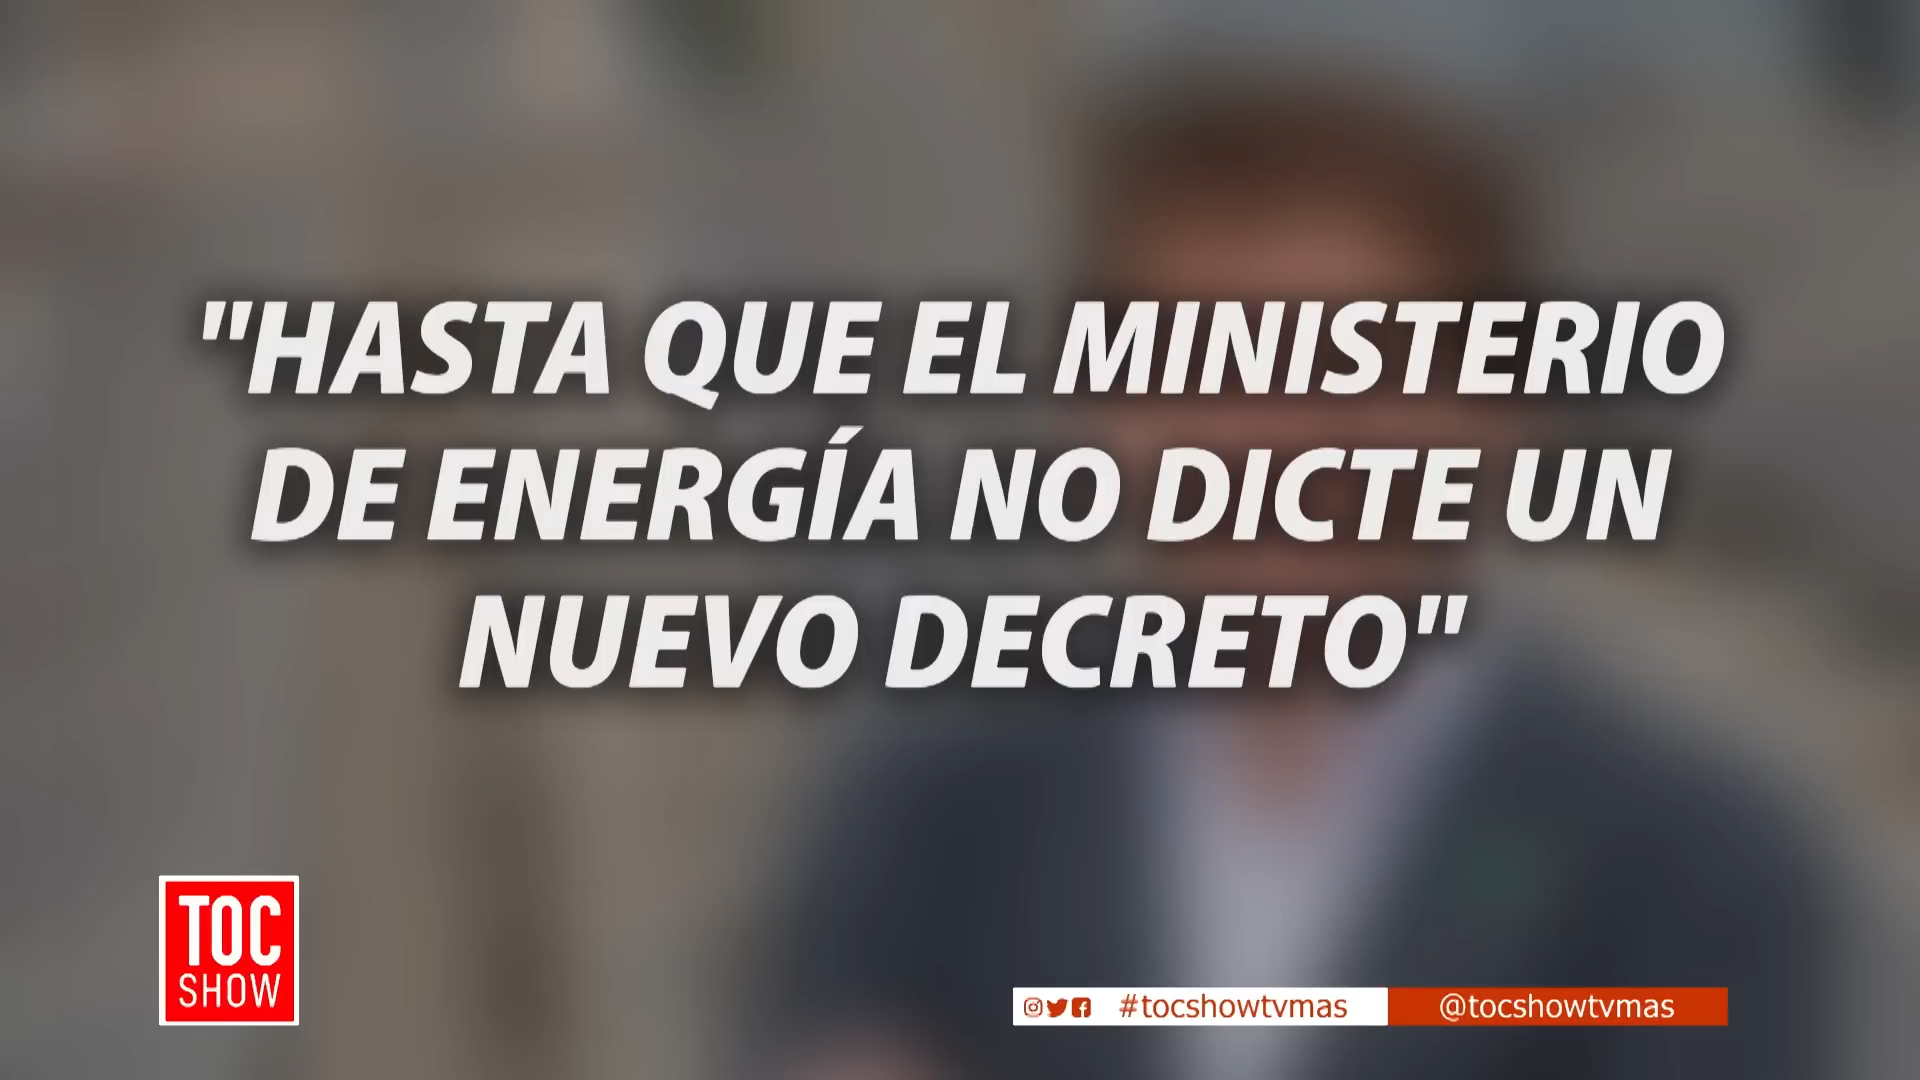 "HASTA QUE EL MINISTERIO
DE ENERGÍA NO DICTE UN
NUEVO DECRETO"
TOC
SHOW
#tocshowtvmas
@tocshowtvmas